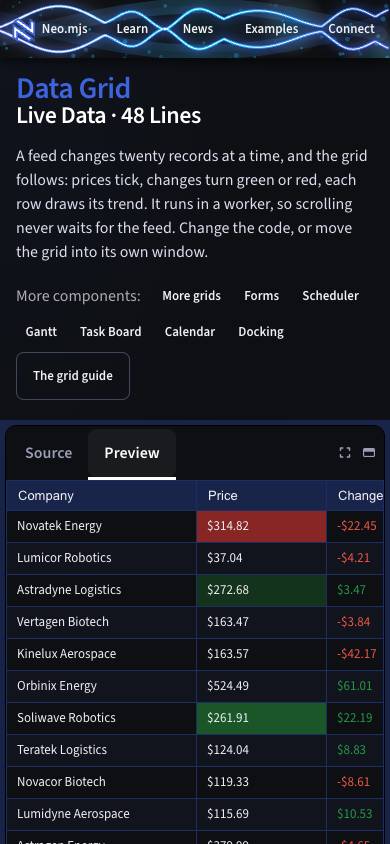 Neo.mjs Learn News Examples Connect
Data Grid
Live Data · 48 Lines
A feed changes twenty records at a time, and the grid
follows: prices tick, changes turn green or red, each
row draws its trend. It runs in a worker, so scrolling
never waits for the feed. Change the code, or move
the grid into its own window.
More components: More grids Forms Scheduler
Gantt Task Board Calendar Docking
The grid guide
Source Preview
Company Price Change
Novatek Energy $314.82 -$22.45
Lumicor Robotics $37.04 -$4.21
Astradyne Logistics $272.68 $3.47
Vertagen Biotech $163.47 -$3.84
Kinelux Aerospace $163.57 -$42.17
Orbinix Energy $524.49 $61.01
Soliwave Robotics $261.91 $22.19
Teratek Logistics $124.04 $8.83
Novacor Biotech $119.33 -$8.61
Lumidyne Aerospace $115.69 $10.53